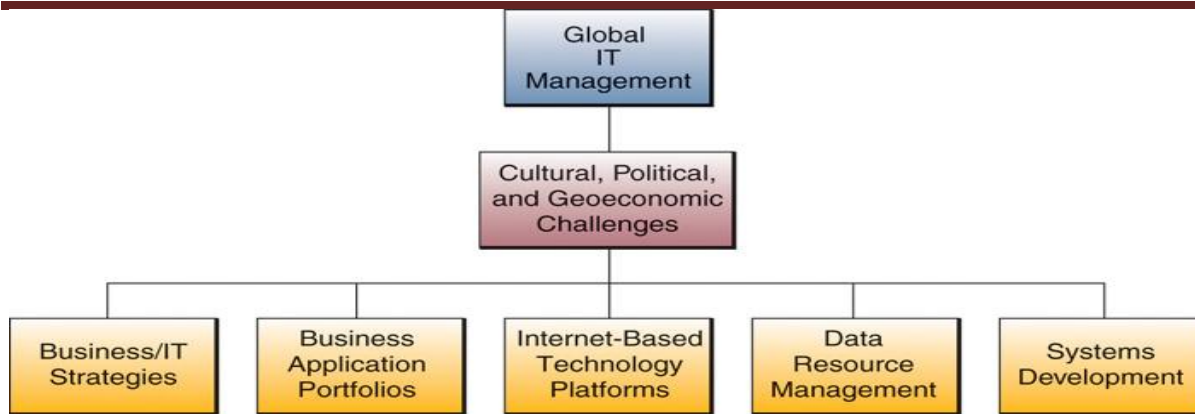 Global
IT
Management
Cultural, Political,
and Geoeconomic
Challenges
Business/IT
Strategies
Business
Application
Portfolios
Internet-Based
Technology
Platforms
Data
Resource
Management
Systems
Development